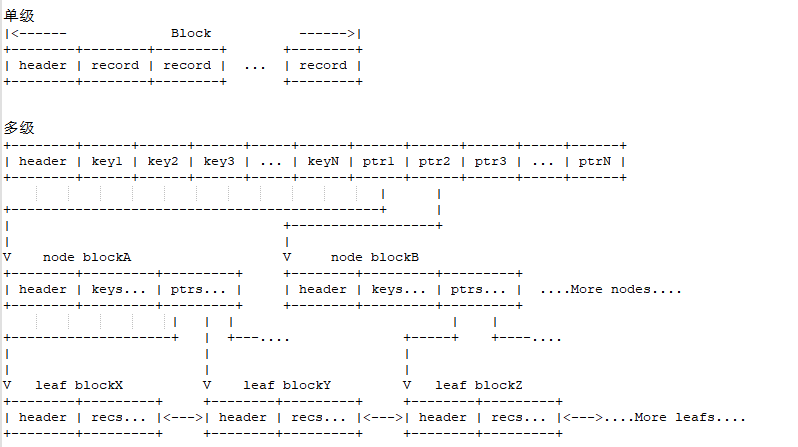 单级
|<------ Block ------>|
+--------+--------+--------+ +--------+
| header | record | record | ... | record |
+--------+--------+--------+ +--------+
多级
+--------+------+------+------+-----+------+------+------+------+-----+------+
| header | key1 | key2 | key3 | ... | keyN | ptr1 | ptr2 | ptr3 | ... | ptrN |
+--------+------+------+------+-----+------+------+------+------+-----+------+
| |
+----------------------------------------------+ |
| +------------------+
| |
V node blockA V node blockB
+--------+---------+---------+ +--------+---------+---------+
| header | keys... | ptrs... | | header | keys... | ptrs... | ....More nodes....
+--------+---------+---------+ +--------+---------+---------+
| | | | |
+--------------------+ | +---.... +-----+ +----....
| | |
| | |
V leaf blockX V leaf blockY V leaf blockZ
+--------+---------+ +--------+---------+ +--------+---------+
| header | recs... |<--->| header | recs... |<--->| header | recs... |<--->....More leafs....
+--------+---------+ +--------+---------+ +--------+---------+